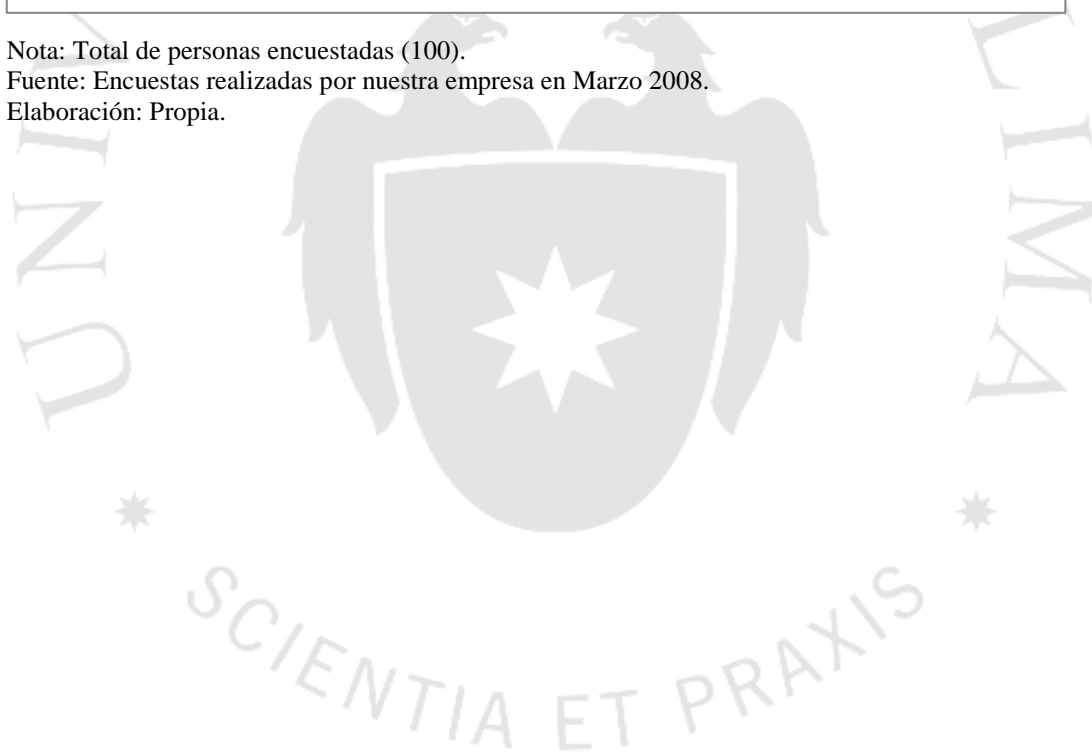 Nota: Total de personas encuestadas (100).
Fuente: Encuestas realizadas por nuestra empresa en Marzo 2008.
Elaboración: Propia.
LIMA
SCIENTIA ET PRAXIS